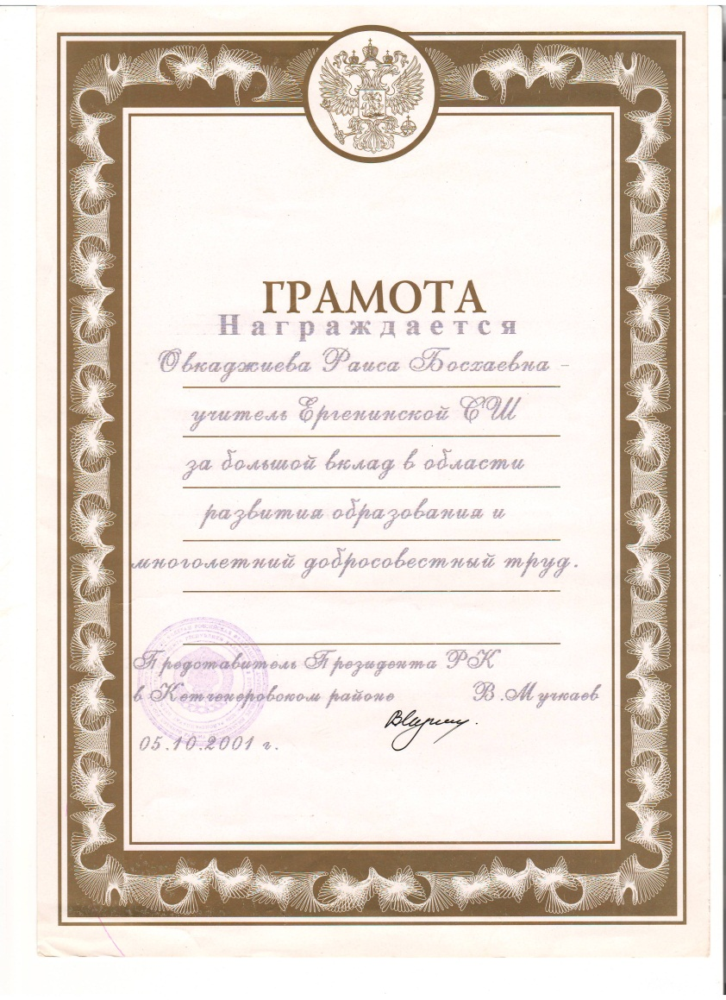 ГРАМОТА
Награждается
Овкаджиева Раиса Босхаевна -
учитель Ергенинской СШ
за большой вклад в области
развития образования и
многолетний добросовестный труд.
Представитель Президента РК
в Кетченеровском районе В.Мучкаев
05.10.2001 г.